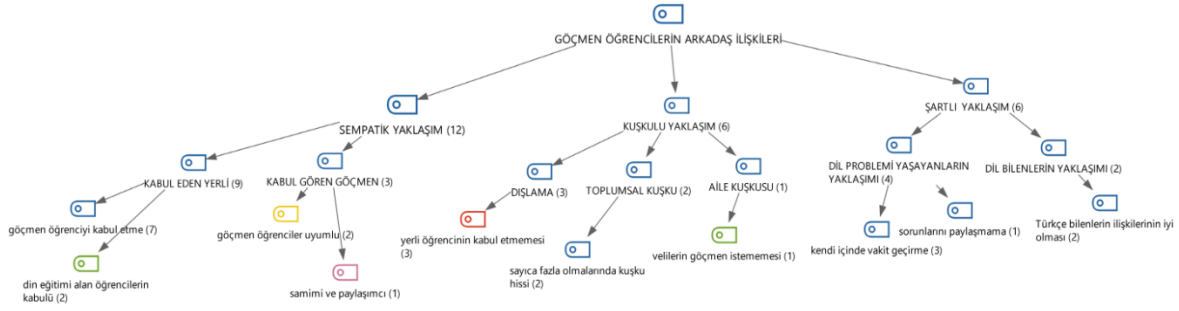 GÖÇMEN ÖĞRENCİLERİN ARKADAŞ İLİŞKİLERİ
SEMPATİK YAKLAŞIM (12)
KUŞKULU YAKLAŞIM (6)
ŞARTLI YAKLAŞIM (6)
KABUL EDEN YERLİ (9)
KABUL GÖREN GÖÇMEN (3)
DIŞLAMA (3)
TOPLUMSAL KUŞKU (2)
AİLE KUŞKUSU (1)
DİL PROBLEMİ YAŞAYANLARIN
YAKLAŞIMI (4)
DİL BİLENLERİN YAKLAŞIMI (2)
göçmen öğrenciyi kabul etme (7)
göçmen öğrenciler uyumlu (2)
yerli öğrencinin kabul etmemesi
(3)
sayıca fazla olmalarında kuşku
hissi (2)
velilerin göçmen istememesi (1)
kendi içinde vakit geçirme (3)
sorunlarını paylaşmama (1)
Türkçe bilenlerin ilişkilerinin iyi
olması (2)
din eğitimi alan öğrencilerin
kabulü (2)
samimi ve paylaşımcı (1)